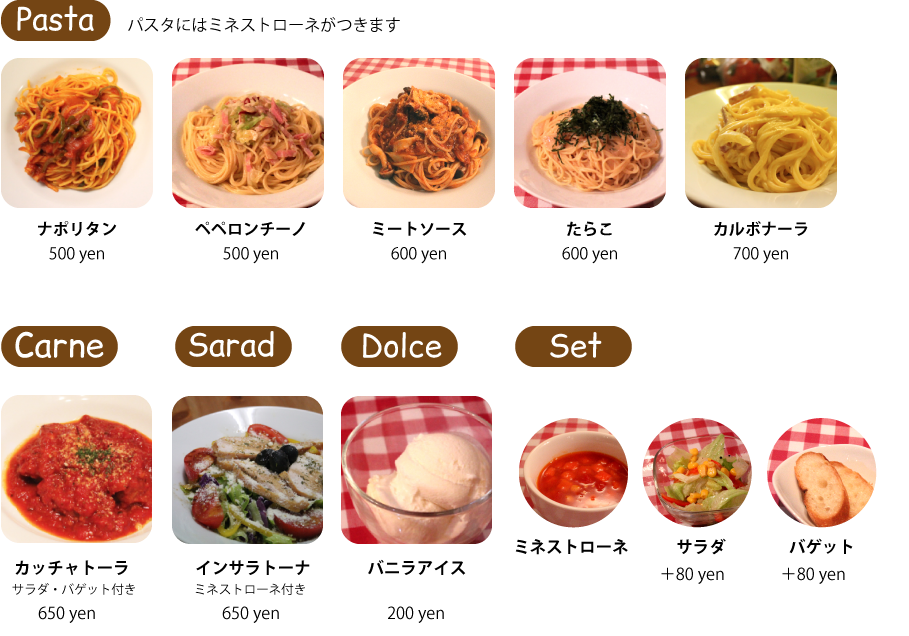 Pasta
パスタにはミネストローネがつきます
ナポリタン
500 yen
ペペロンチーノ
500 yen
ミートソース
600 yen
たらこ
600 yen
カルボナーラ
700 yen
Carne
カッチャトーラ
サラダ・バゲット付き
650 yen
Sarad
インサラトーナ
ミネストローネ付き
650 yen
Dolce
バニラアイス
200 yen
Set
ミネストローネ
サラダ
＋80 yen
バゲット
＋80 yen